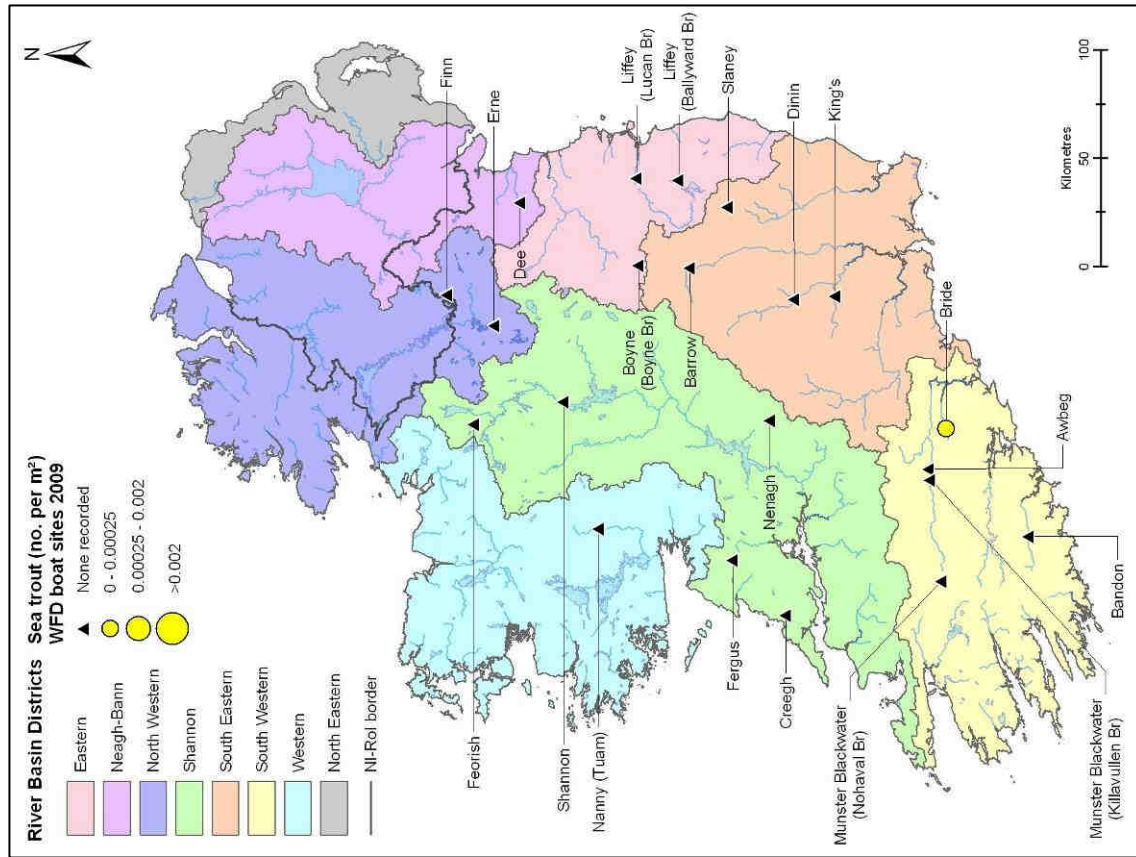 River Basin Districts
Eastern
Neagh-Bann
North Western
Shannon
South Eastern
South Western
Western
North Eastern
NI-RoI border
Sea trout (no. per m²)
WFD boat sites 2009
None recorded
0 - 0.00025
0.00025 - 0.002
>0.002
N
Finn
Erne
Dee
Liffey
(Lucan Br)
Liffey
(Ballyward Br)
Slaney
Dinin
King's
Boyne
(Boyne Br)
Barrow
Bride
Awbeg
Bandon
Nenagh
Feorish
Shannon
Nanny (Tuam)
Fergus
Creegh
Munster Blackwater
(Nohaval Br)
Munster Blackwater
(Killavullen Br)
0 50 100
Kilometres